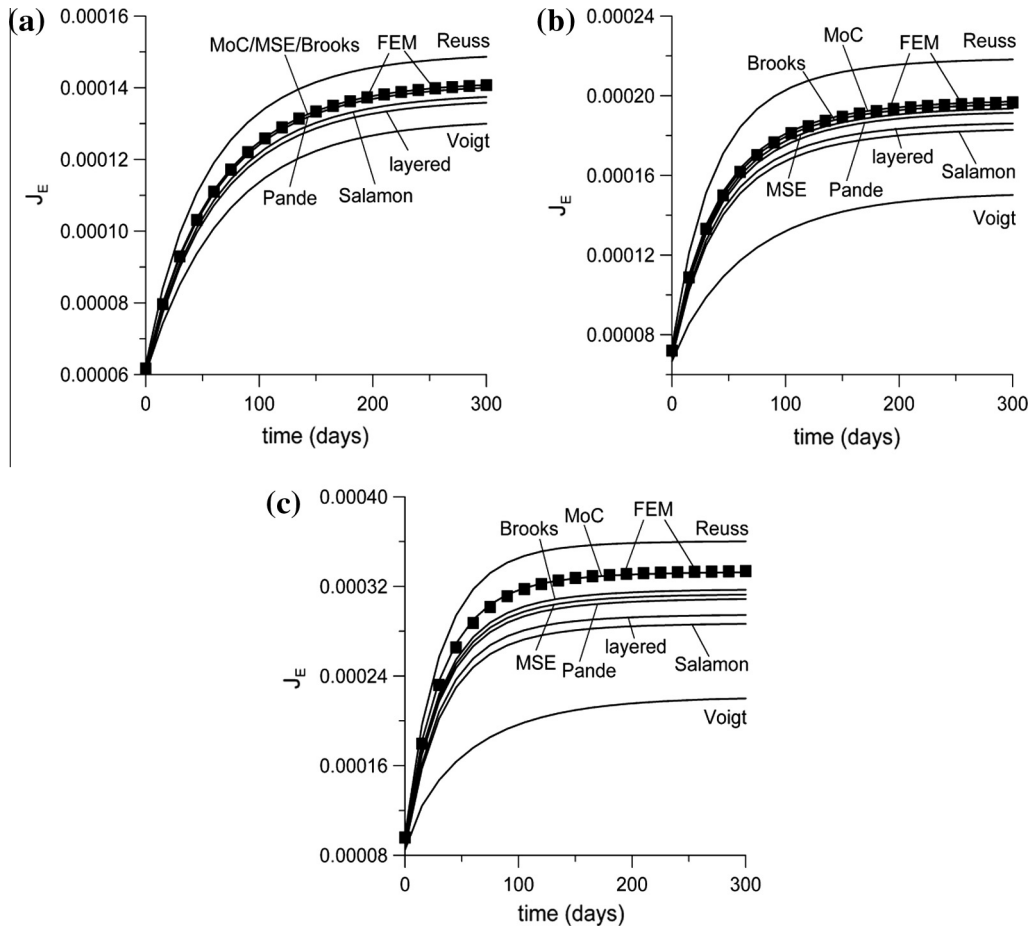 (a)
0.00016
0.00014
0.00012
0.00010
0.00008
0.00006
J_E
MoC/MSE/Brooks
FEM
Reuss
Voigt
layered
Salamon
Pande
0
100
200
300
time (days)
(b)
0.00024
0.00020
0.00016
0.00012
0.00008
J_E
Brooks
MoC
FEM
Reuss
MSE
Pande
layered
Salamon
Voigt
0
100
200
300
time (days)
(c)
0.00040
0.00032
0.00024
0.00016
0.00008
J_E
Brooks
MoC
FEM
Reuss
MSE
Pande
layered
Salamon
Voigt
0
100
200
300
time (days)